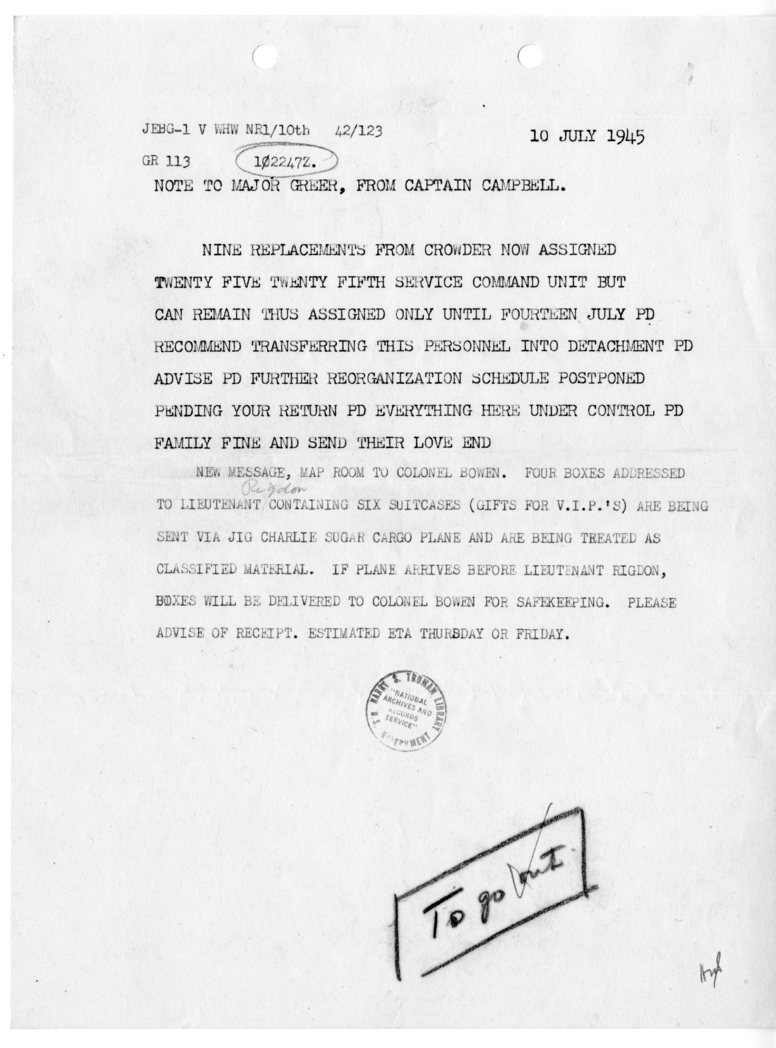 JEBG-1 V WHW NR1/10th 42/123
10 JULY 1945
GR 113 1Ø2247Z.
NOTE TO MAJOR GREER, FROM CAPTAIN CAMPBELL.
NINE REPLACEMENTS FROM CROWDER NOW ASSIGNED
TWENTY FIVE TWENTY FIFTH SERVICE COMMAND UNIT BUT
CAN REMAIN THUS ASSIGNED ONLY UNTIL FOURTEEN JULY PD
RECOMMEND TRANSFERRING THIS PERSONNEL INTO DETACHMENT PD
ADVISE PD FURTHER REORGANIZATION SCHEDULE POSTPONED
PENDING YOUR RETURN PD EVERYTHING HERE UNDER CONTROL PD
FAMILY FINE AND SEND THEIR LOVE END
NEW MESSAGE, MAP ROOM TO COLONEL BOWEN. FOUR BOXES ADDRESSED
Rigdon
TO LIEUTENANT CONTAINING SIX SUITCASES (GIFTS FOR V.I.P.'S) ARE BEING
SENT VIA JIG CHARLIE SUGAR CARGO PLANE AND ARE BEING TREATED AS
CLASSIFIED MATERIAL. IF PLANE ARRIVES BEFORE LIEUTENANT RIGDON,
BOXES WILL BE DELIVERED TO COLONEL BOWEN FOR SAFEKEEPING. PLEASE
ADVISE OF RECEIPT. ESTIMATED ETA THURSDAY OR FRIDAY.
HARRY S. TRUMAN LIBRARY
"NATIONAL
ARCHIVES AND
RECORDS
SERVICE"
U.S. GOVERNMENT
To go out